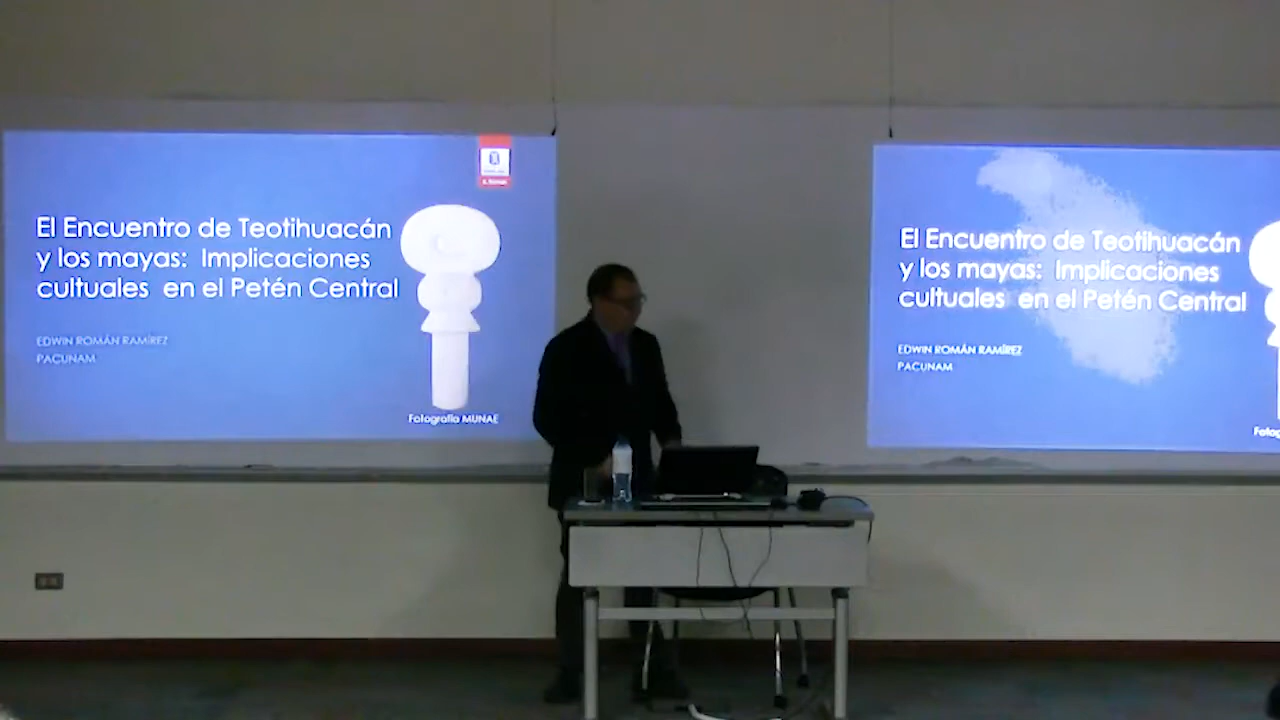 El Encuentro de Teotihuacán
y los mayas: Implicaciones
cultuales en el Petén Central
EDWIN ROMÁN RAMÍREZ
PACUNAM
Fotografía MUNAE
El Encuentro de Teotihuacán
y los mayas: Implicaciones
cultuales en el Petén Central
EDWIN ROMÁN RAMÍREZ
PACUNAM